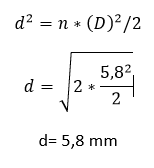 d² = n * (D)²/2
d = √(2 * 5,8²/2)
d= 5,8 mm